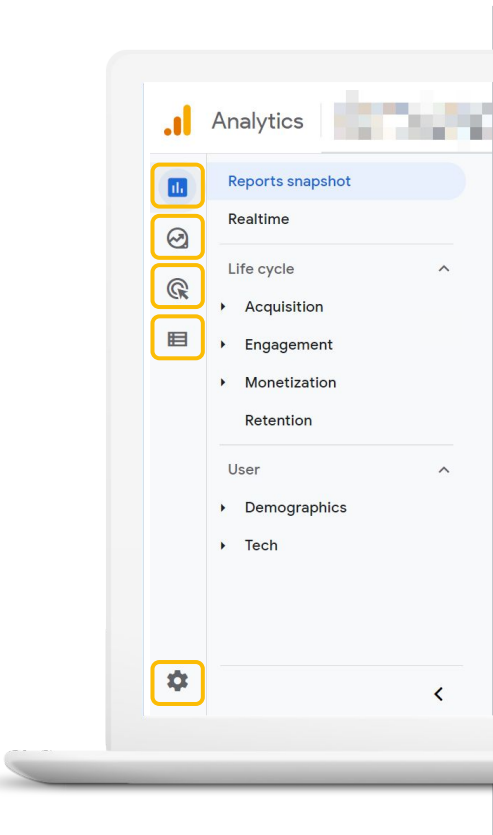 Analytics
Reports snapshot
Realtime
Life cycle
Acquisition
Engagement
Monetization
Retention
User
Demographics
Tech